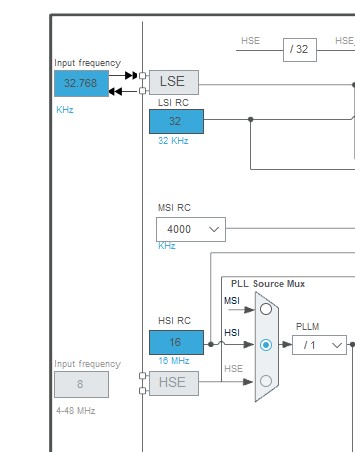 HSE
/ 32
HSE_
Input frequency
32.768
KHz
LSE
LSI RC
32
32 KHz
MSI RC
4000
KHz
PLL Source Mux
MSI
HSI RC
16
16 MHz
HSI
PLLM
/ 1
Input frequency
8
4-48 MHz
HSE
HSE